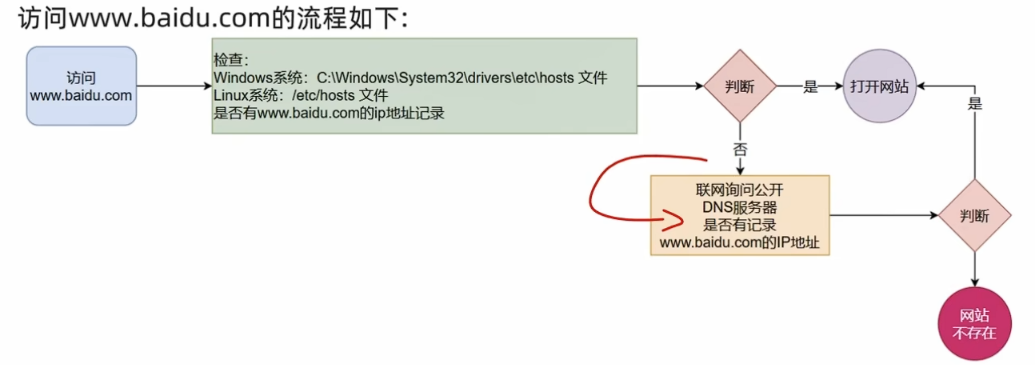 访问www.baidu.com的流程如下:
访问
www.baidu.com
检查:
Windows系统: C:\Windows\System32\drivers\etc\hosts 文件
Linux系统: /etc/hosts 文件
是否有www.baidu.com的ip地址记录
判断
是
打开网站
是
否
联网询问公开
DNS服务器
是否有记录
www.baidu.com的IP地址
判断
网站
不存在